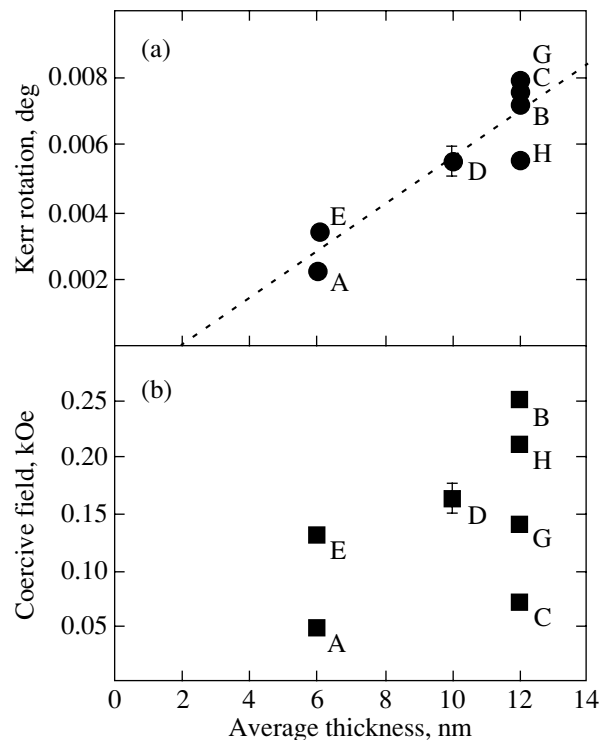 (a)
G
C
B
H
D
E
A
0.008
0.006
0.004
0.002
Kerr rotation, deg
(b)
B
H
D
G
E
C
A
0.25
0.20
0.15
0.10
0.05
Coercive field, kOe
0 2 4 6 8 10 12 14
Average thickness, nm